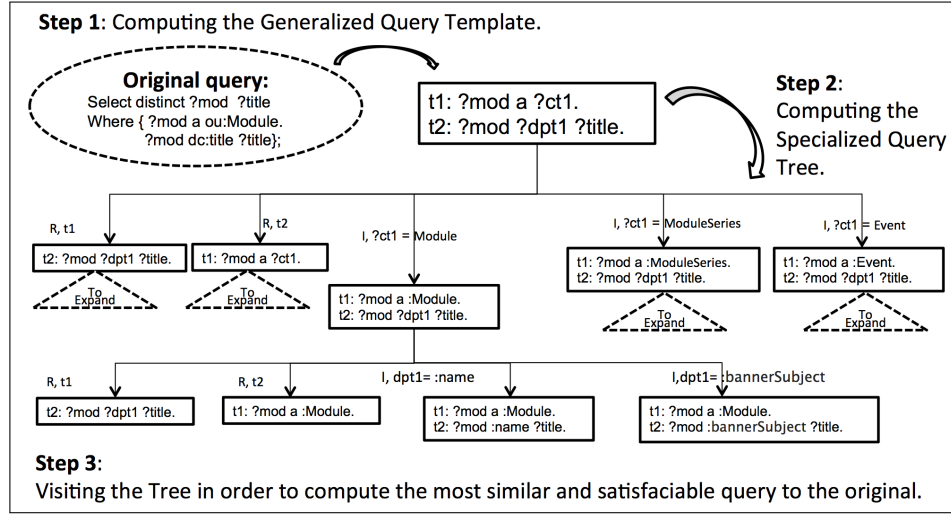 Step 1: Computing the Generalized Query Template.
Original query:
Select distinct ?mod ?title
Where { ?mod a ou:Module.
?mod dc:title ?title};
t1: ?mod a ?ct1.
t2: ?mod ?dpt1 ?title.
Step 2:
Computing the
Specialized Query
Tree.
R, t1
R, t2
I, ?ct1 = Module
I, ?ct1 = ModuleSeries
I, ?ct1 = Event
t2: ?mod ?dpt1 ?title.
To
Expand
t1: ?mod a ?ct1.
To
Expand
t1: ?mod a :Module.
t2: ?mod ?dpt1 ?title.
t1: ?mod a :ModuleSeries.
t2: ?mod ?dpt1 ?title.
To
Expand
t1: ?mod a :Event.
t2: ?mod ?dpt1 ?title.
To
Expand
R, t1
R, t2
I, dpt1= :name
I,dpt1= :bannerSubject
t2: ?mod ?dpt1 ?title.
t1: ?mod a :Module.
t1: ?mod a :Module.
t2: ?mod :name ?title.
t1: ?mod a :Module.
t2: ?mod :bannerSubject ?title.
Step 3:
Visiting the Tree in order to compute the most similar and satisfaciable query to the original.